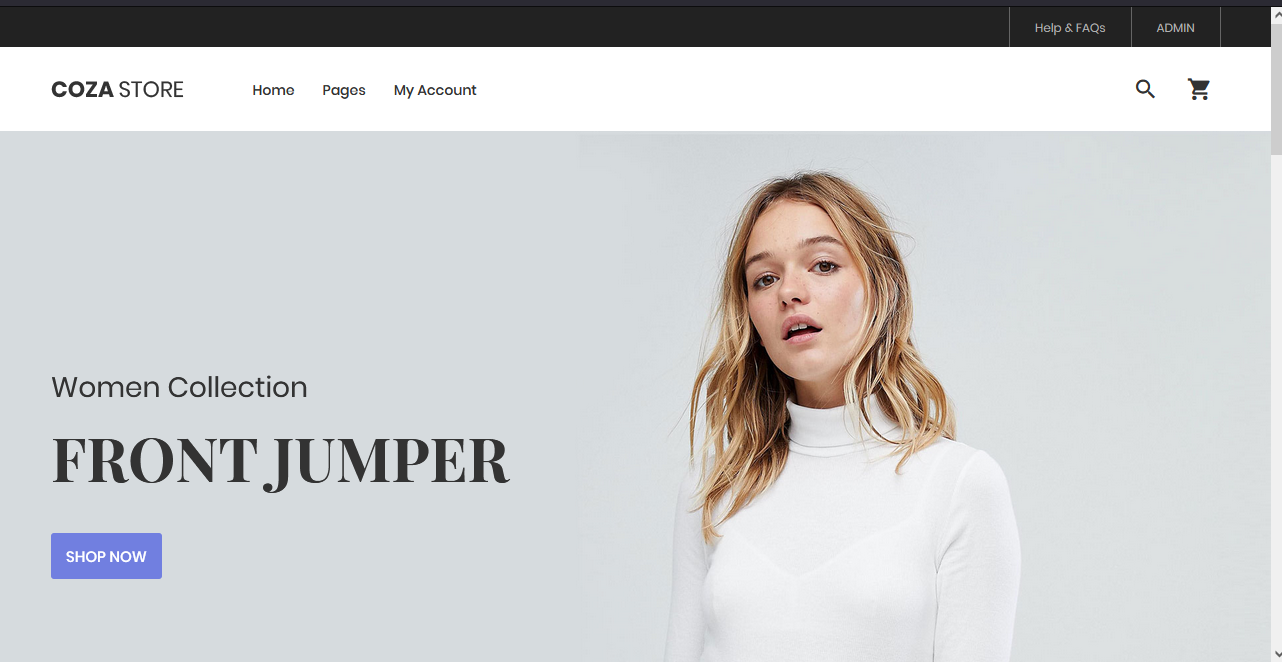 Help & FAQs
ADMIN
COZA STORE
Home
Pages
My Account
Women Collection
FRONT JUMPER
SHOP NOW